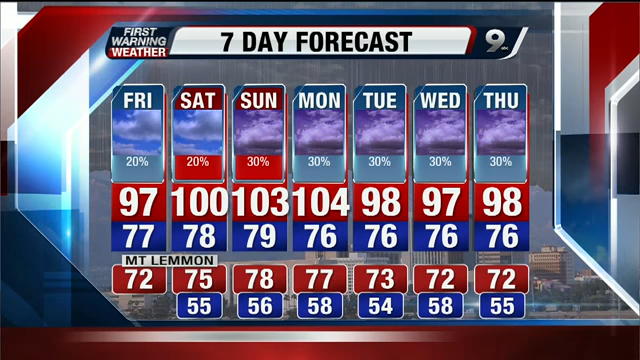 FIRST
WARNING
WEATHER
7 DAY FORECAST
9 abc
FRI SAT SUN MON TUE WED THU
20% 20% 30% 30% 30% 30% 30%
97 100 103 104 98 97 98
77 78 79 76 76 76 76
MT LEMMON
72 75 78 77 73 72 72
55 56 58 54 58 55